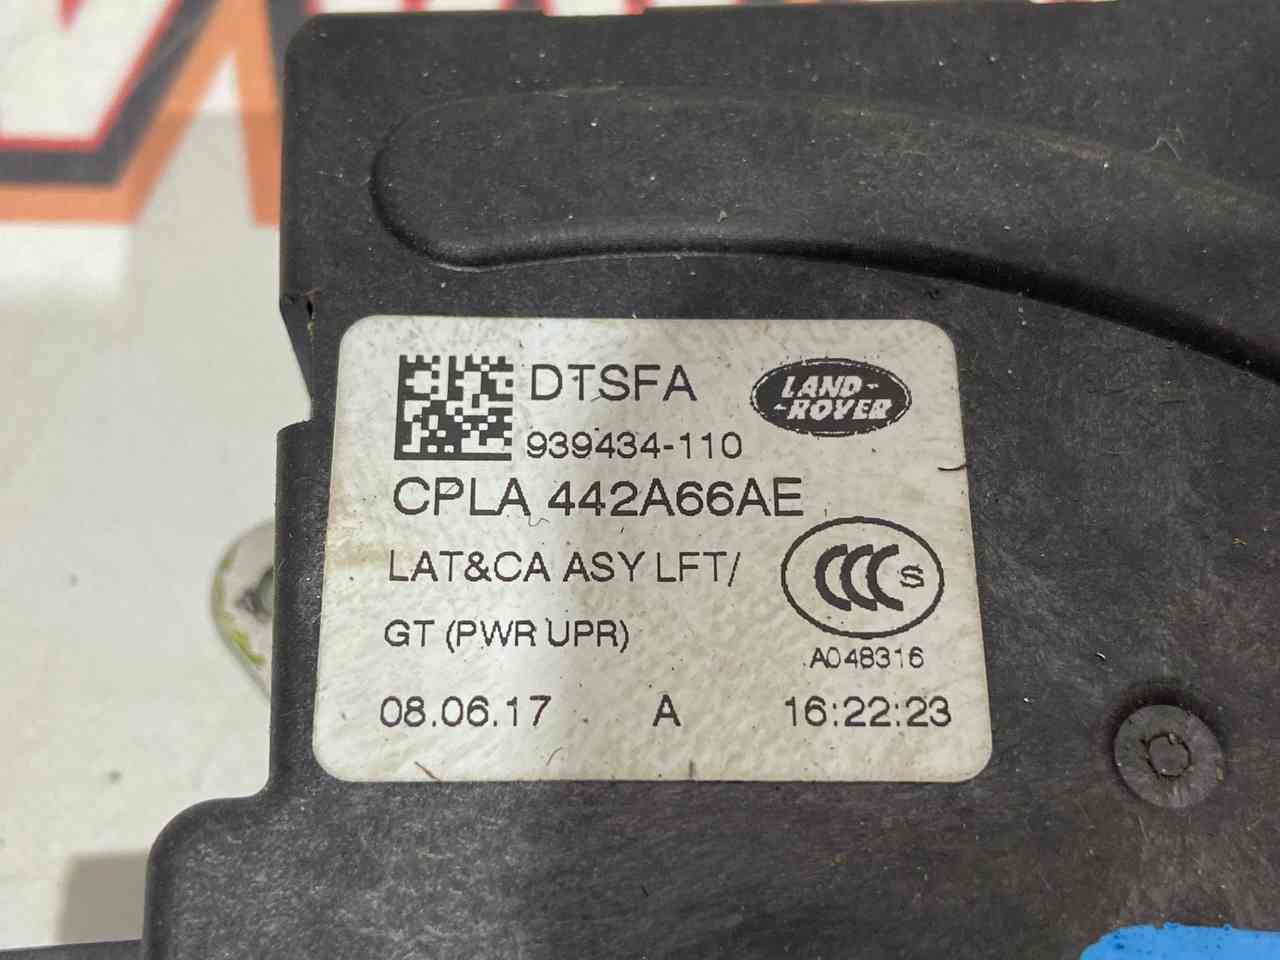 DTSFA
LAND-
-ROVER
939434-110
CPLA 442A66AE
LAT&CA ASY LFT/
CCC S
GT (PWR UPR)
A048316
08.06.17 A 16:22:23